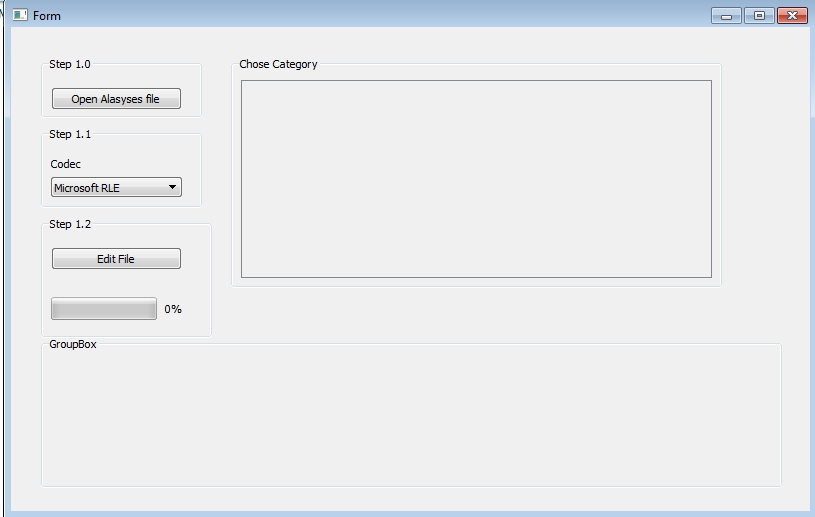 Form
Step 1.0
Open Alasyses file
Step 1.1
Codec
Microsoft RLE
Step 1.2
Edit File
0%
Chose Category
GroupBox